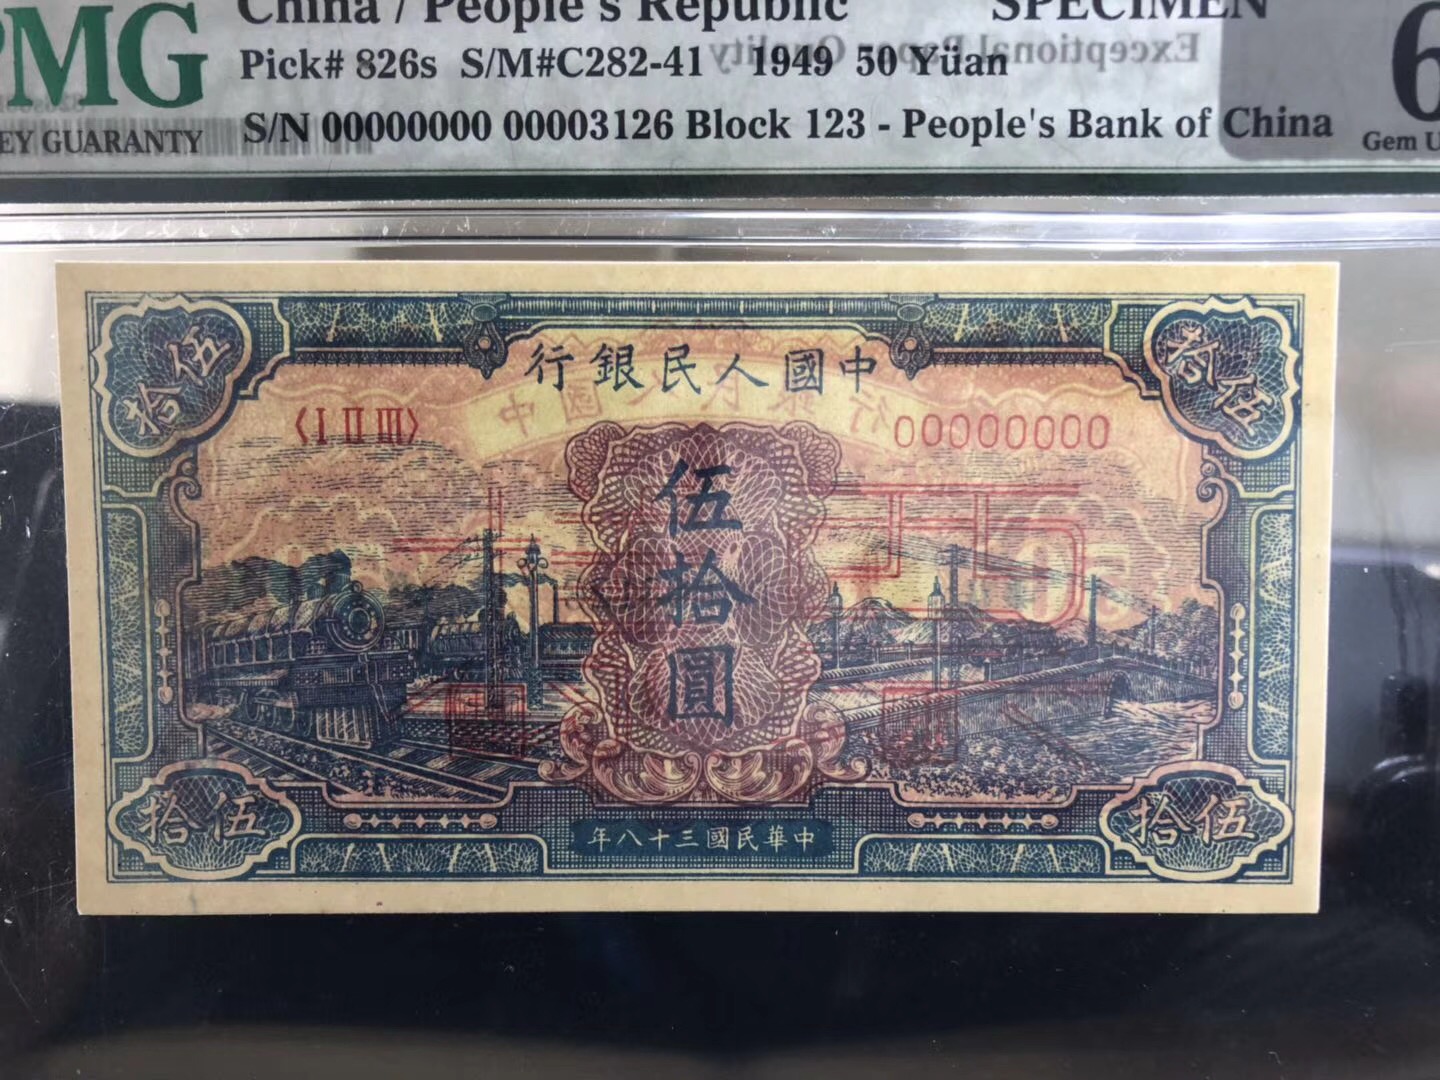 China / People's Republic SPECIMEN
PMG
Pick# 826s S/M#C282-41 1949 50 Yüan
Exceptional Paper Quality
EY GUARANTY
S/N 00000000 00003126 Block 123 - People's Bank of China
6
Gem U
拾伍
行銀民人國中
拾伍
〈I II III〉
00000000
伍拾圓
拾伍
年八十三國民華中
拾伍